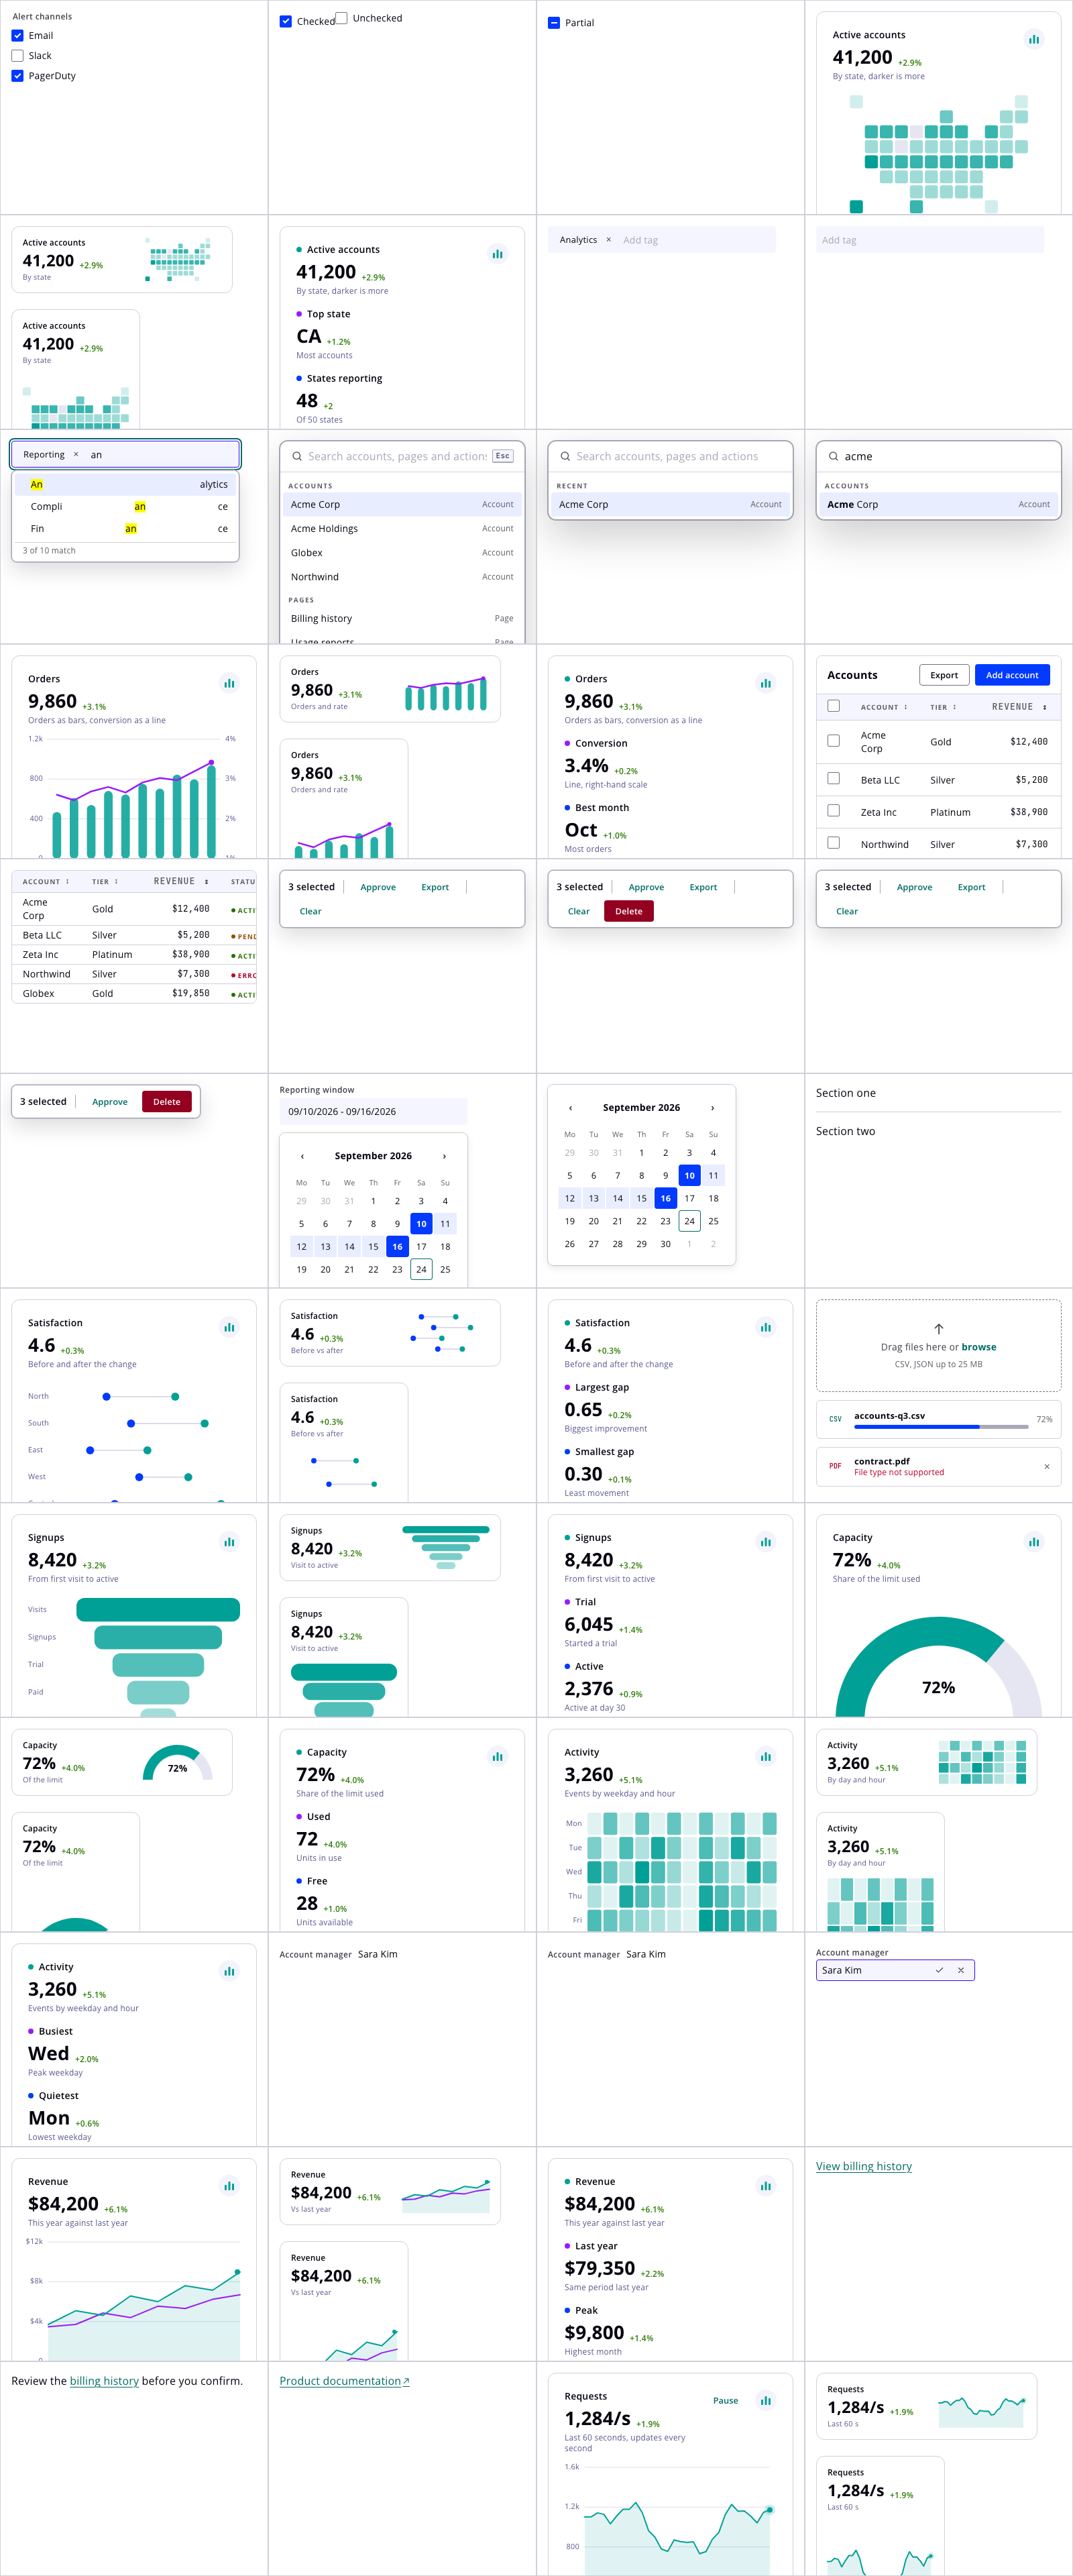 Alert channels
Email
Slack
PagerDuty
Checked
Unchecked
Partial
Active accounts
41,200 +2.9%
By state, darker is more
Active accounts
41,200 +2.9%
By state
Active accounts
41,200 +2.9%
By state
Active accounts
41,200 +2.9%
By state, darker is more
Top state
CA +1.2%
Most accounts
States reporting
48 +2
Of 50 states
Analytics × Add tag
Add tag
Reporting × an
An alytics
Compli an ce
Fin an ce
3 of 10 match
Search accounts, pages and actions Esc
ACCOUNTS
Acme Corp Account
Acme Holdings Account
Globex Account
Northwind Account
PAGES
Billing history Page
Usage reports Page
Search accounts, pages and actions
RECENT
Acme Corp Account
acme
ACCOUNTS
Acme Corp Account
Orders
9,860 +3.1%
Orders as bars, conversion as a line
1.2k 4%
800 3%
400 2%
0 1%
Orders
9,860 +3.1%
Orders and rate
Orders
9,860 +3.1%
Orders and rate
Orders
9,860 +3.1%
Orders as bars, conversion as a line
Conversion
3.4% +0.2%
Line, right-hand scale
Best month
Oct +1.0%
Most orders
Accounts Export Add account
ACCOUNT TIER REVENUE
Acme Corp Gold $12,400
Beta LLC Silver $5,200
Zeta Inc Platinum $38,900
Northwind Silver $7,300
ACCOUNT TIER REVENUE STATU
Acme Corp Gold $12,400 ACTI
Beta LLC Silver $5,200 PEND
Zeta Inc Platinum $38,900 ACTI
Northwind Silver $7,300 ERRO
Globex Gold $19,850 ACTI
3 selected Approve Export
Clear
3 selected Approve Export
Clear Delete
3 selected Approve Export
Clear
3 selected Approve Delete
Reporting window
09/10/2026 - 09/16/2026
‹ September 2026 ›
Mo Tu We Th Fr Sa Su
29 30 31 1 2 3 4
5 6 7 8 9 10 11
12 13 14 15 16 17 18
19 20 21 22 23 24 25
‹ September 2026 ›
Mo Tu We Th Fr Sa Su
29 30 31 1 2 3 4
5 6 7 8 9 10 11
12 13 14 15 16 17 18
19 20 21 22 23 24 25
26 27 28 29 30 1 2
Section one
Section two
Satisfaction
4.6 +0.3%
Before and after the change
North
South
East
West
Satisfaction
4.6 +0.3%
Before vs after
Satisfaction
4.6 +0.3%
Before vs after
Satisfaction
4.6 +0.3%
Before and after the change
Largest gap
0.65 +0.2%
Biggest improvement
Smallest gap
0.30 +0.1%
Least movement
Drag files here or browse
CSV, JSON up to 25 MB
CSV accounts-q3.csv 72%
PDF contract.pdf ×
File type not supported
Signups
8,420 +3.2%
From first visit to active
Visits
Signups
Trial
Paid
Signups
8,420 +3.2%
Visit to active
Signups
8,420 +3.2%
Visit to active
Signups
8,420 +3.2%
From first visit to active
Trial
6,045 +1.4%
Started a trial
Active
2,376 +0.9%
Active at day 30
Capacity
72% +4.0%
Share of the limit used
72%
Capacity
72% +4.0%
Of the limit
72%
Capacity
72% +4.0%
Of the limit
Capacity
72% +4.0%
Share of the limit used
Used
72 +4.0%
Units in use
Free
28 +1.0%
Units available
Activity
3,260 +5.1%
Events by weekday and hour
Mon
Tue
Wed
Thu
Fri
Activity
3,260 +5.1%
By day and hour
Activity
3,260 +5.1%
By day and hour
Activity
3,260 +5.1%
Events by weekday and hour
Busiest
Wed +2.0%
Peak weekday
Quietest
Mon +0.6%
Lowest weekday
Account manager Sara Kim
Account manager Sara Kim
Account manager
Sara Kim
Revenue
$84,200 +6.1%
This year against last year
$12k
$8k
$4k
0
Revenue
$84,200 +6.1%
Vs last year
Revenue
$84,200 +6.1%
Vs last year
Revenue
$84,200 +6.1%
This year against last year
Last year
$79,350 +2.2%
Same period last year
Peak
$9,800 +1.4%
Highest month
View billing history
Review the billing history before you confirm.
Product documentation
Requests Pause
1,284/s +1.9%
Last 60 seconds, updates every
second
1.6k
1.2k
800
Requests
1,284/s +1.9%
Last 60 s
Requests
1,284/s +1.9%
Last 60 s